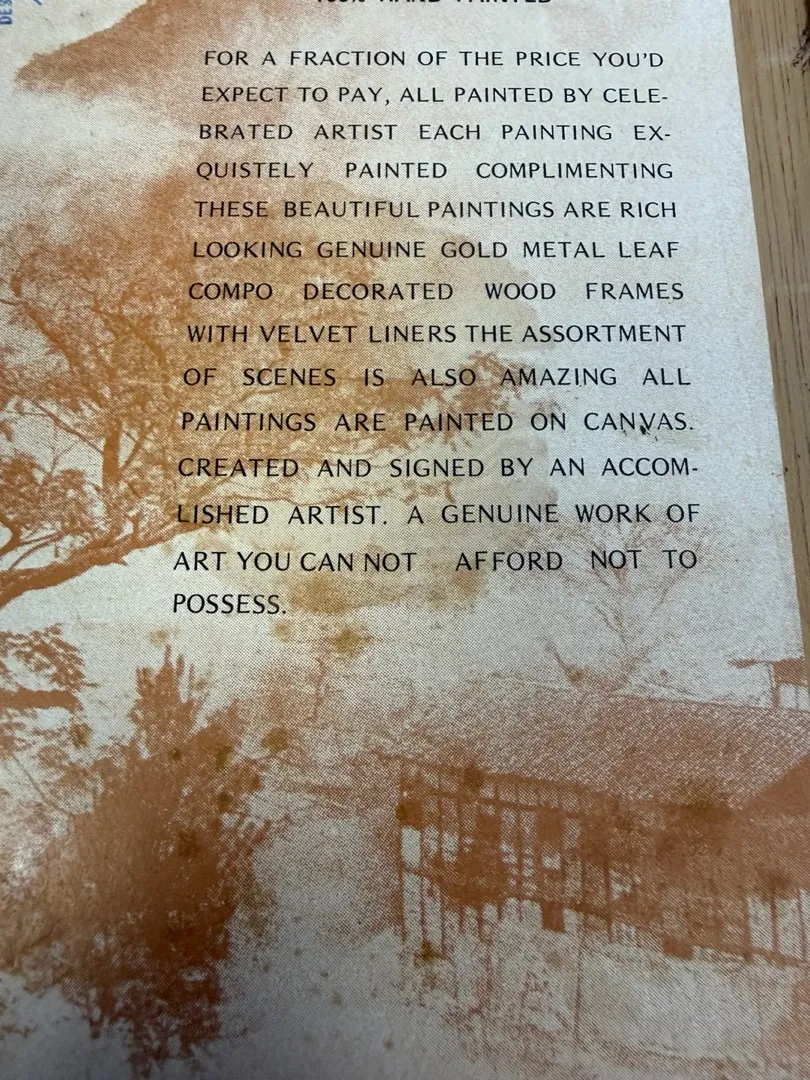 100% HAND PAINTED
FOR A FRACTION OF THE PRICE YOU'D
EXPECT TO PAY, ALL PAINTED BY CELE-
BRATED ARTIST EACH PAINTING EX-
QUISTELY PAINTED COMPLIMENTING
THESE BEAUTIFUL PAINTINGS ARE RICH
LOOKING GENUINE GOLD METAL LEAF
COMPO DECORATED WOOD FRAMES
WITH VELVET LINERS THE ASSORTMENT
OF SCENES IS ALSO AMAZING ALL
PAINTINGS ARE PAINTED ON CANVAS.
CREATED AND SIGNED BY AN ACCOM-
LISHED ARTIST. A GENUINE WORK OF
ART YOU CAN NOT AFFORD NOT TO
POSSESS.